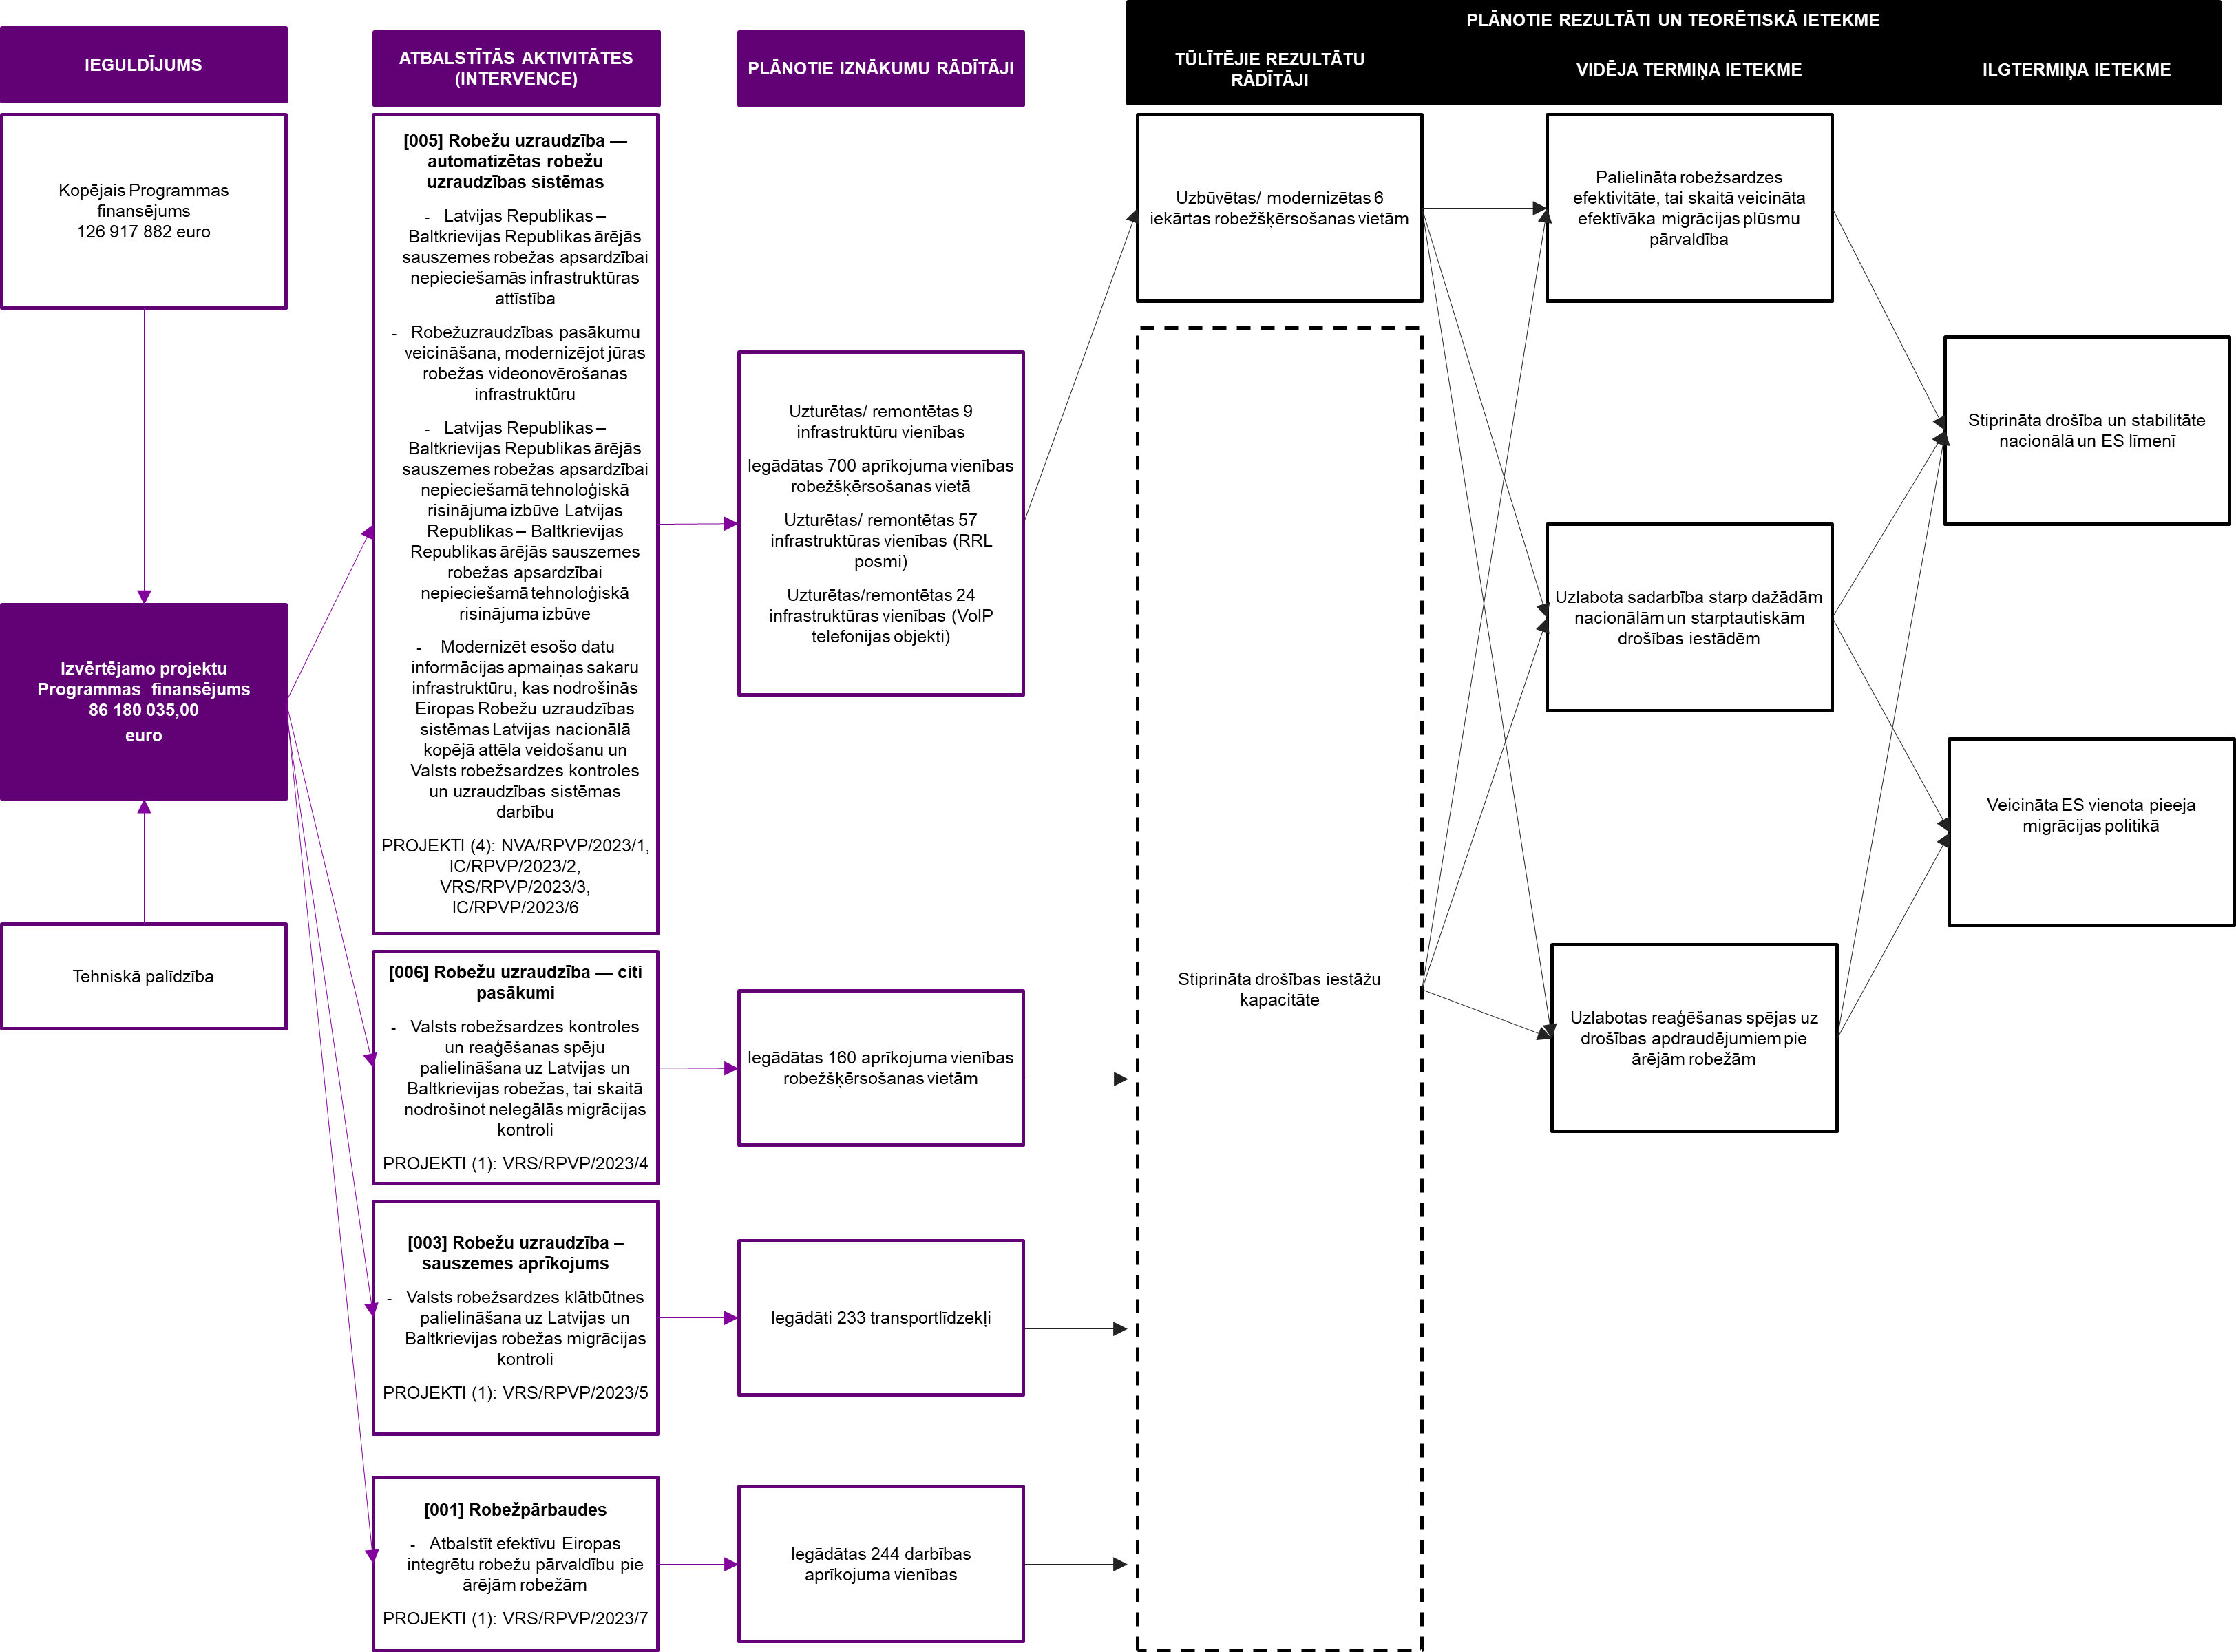 IEGULDĪJUMS
ATBALSTĪTĀS AKTIVITĀTES
(INTERVENCE)
PLĀNOTIE IZNĀKUMU RĀDĪTĀJI
PLĀNOTIE REZULTĀTI UN TEORĒTISKĀ IETEKME
TŪLĪTĒJIE REZULTĀTU
RĀDĪTĀJI
VIDĒJA TERMIŅA IETEKME
ILGTERMIŅA IETEKME
Kopējais Programmas
finansējums
126 917 882 euro
Izvērtējamo projektu
Programmas finansējums
86 180 035,00
euro
Tehniskā palīdzība
[005] Robežu uzraudzība —
automatizētas robežu
uzraudzības sistēmas
- Latvijas Republikas –
Baltkrievijas Republikas ārējās
sauszemes robežas apsardzībai
nepieciešamās infrastruktūras
attīstība
- Robežuzraudzības pasākumu
veicināšana, modernizējot jūras
robežas videonovērošanas
infrastruktūru
- Latvijas Republikas –
Baltkrievijas Republikas ārējās
sauszemes robežas apsardzībai
nepieciešamā tehnoloģiskā
risinājuma izbūve Latvijas
Republikas – Baltkrievijas
Republikas ārējās sauszemes
robežas apsardzībai
nepieciešamā tehnoloģiskā
risinājuma izbūve
- Modernizēt esošo datu
informācijas apmaiņas sakaru
infrastruktūru, kas nodrošinās
Eiropas Robežu uzraudzības
sistēmas Latvijas nacionālā
kopējā attēla veidošanu un
Valsts robežsardzes kontroles
un uzraudzības sistēmas
darbību
PROJEKTI (4): NVA/RPVP/2023/1,
IC/RPVP/2023/2,
VRS/RPVP/2023/3,
IC/RPVP/2023/6
[006] Robežu uzraudzība — citi
pasākumi
- Valsts robežsardzes kontroles
un reaģēšanas spēju
palielināšana uz Latvijas un
Baltkrievijas robežas, tai skaitā
nodrošinot nelegālās migrācijas
kontroli
PROJEKTI (1): VRS/RPVP/2023/4
[003] Robežu uzraudzība –
sauszemes aprīkojums
- Valsts robežsardzes klātbūtnes
palielināšana uz Latvijas un
Baltkrievijas robežas migrācijas
kontroli
PROJEKTI (1): VRS/RPVP/2023/5
[001] Robežpārbaudes
- Atbalstīt efektīvu Eiropas
integrētu robežu pārvaldību pie
ārējām robežām
PROJEKTI (1): VRS/RPVP/2023/7
Uzturētas/ remontētas 9
infrastruktūru vienības
Iegādātas 700 aprīkojuma vienības
robežšķērsošanas vietā
Uzturētas/ remontētas 57
infrastruktūras vienības (RRL
posmi)
Uzturētas/remontētas 24
infrastruktūras vienības (VoIP
telefonijas objekti)
Iegādātas 160 aprīkojuma vienības
robežšķērsošanas vietām
Iegādāti 233 transportlīdzekļi
Iegādātas 244 darbības
aprīkojuma vienības
Uzbūvētas/ modernizētas 6
iekārtas robežšķērsošanas vietām
Stiprināta drošības iestāžu
kapacitāte
Palielināta robežsardzes
efektivitāte, tai skaitā veicināta
efektīvāka migrācijas plūsmu
pārvaldība
Uzlabota sadarbība starp dažādām
nacionālām un starptautiskām
drošības iestādēm
Uzlabotas reaģēšanas spējas uz
drošības apdraudējumiem pie
ārējām robežām
Stiprināta drošība un stabilitāte
nacionālā un ES līmenī
Veicināta ES vienota pieeja
migrācijas politikā